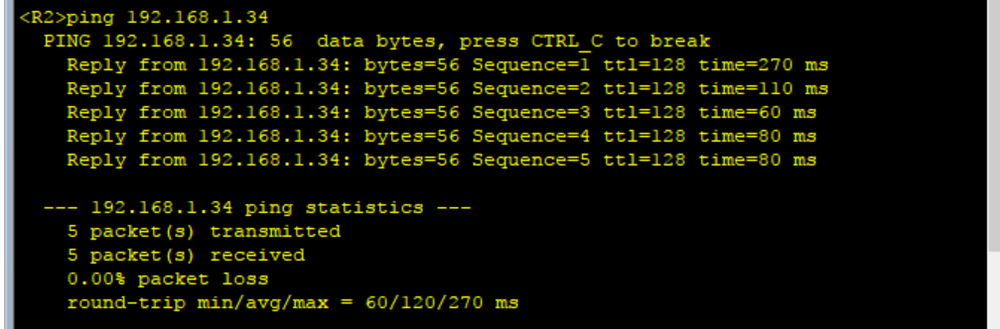 <R2>ping 192.168.1.34
PING 192.168.1.34: 56  data bytes, press CTRL_C to break
Reply from 192.168.1.34: bytes=56 Sequence=1 ttl=128 time=270 ms
Reply from 192.168.1.34: bytes=56 Sequence=2 ttl=128 time=110 ms
Reply from 192.168.1.34: bytes=56 Sequence=3 ttl=128 time=60 ms
Reply from 192.168.1.34: bytes=56 Sequence=4 ttl=128 time=80 ms
Reply from 192.168.1.34: bytes=56 Sequence=5 ttl=128 time=80 ms
--- 192.168.1.34 ping statistics ---
5 packet(s) transmitted
5 packet(s) received
0.00% packet loss
round-trip min/avg/max = 60/120/270 ms